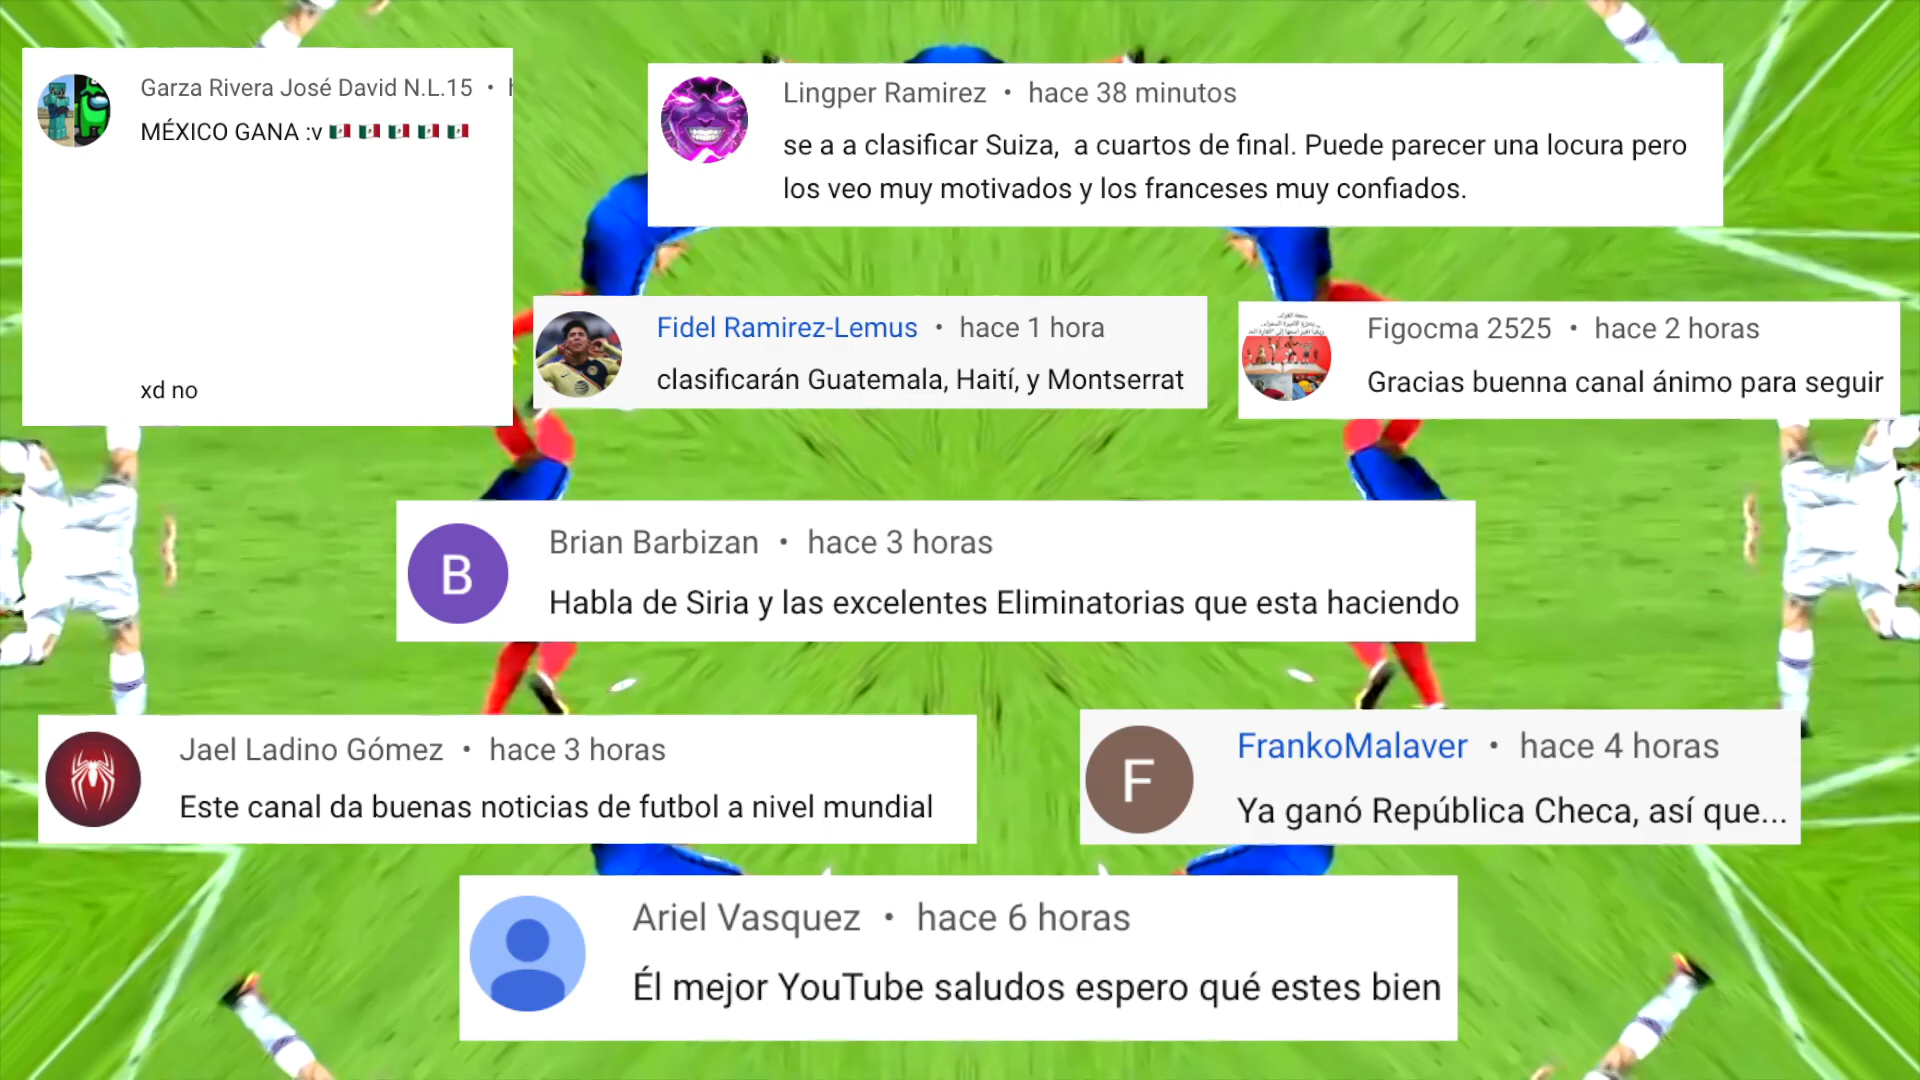 Garza Rivera José David N.L.15 •
MÉXICO GANA :v 🇲🇽 🇲🇽 🇲🇽 🇲🇽 🇲🇽
xd no
Lingper Ramirez • hace 38 minutos
se a a clasificar Suiza, a cuartos de final. Puede parecer una locura pero
los veo muy motivados y los franceses muy confiados.
Fidel Ramirez-Lemus • hace 1 hora
clasificarán Guatemala, Haití, y Montserrat
Figocma 2525 • hace 2 horas
Gracias buenna canal ánimo para seguir
B
Brian Barbizan • hace 3 horas
Habla de Siria y las excelentes Eliminatorias que esta haciendo
Jael Ladino Gómez • hace 3 horas
Este canal da buenas noticias de futbol a nivel mundial
F
FrankoMalaver • hace 4 horas
Ya ganó República Checa, así que...
Ariel Vasquez • hace 6 horas
Él mejor YouTube saludos espero qué estes bien